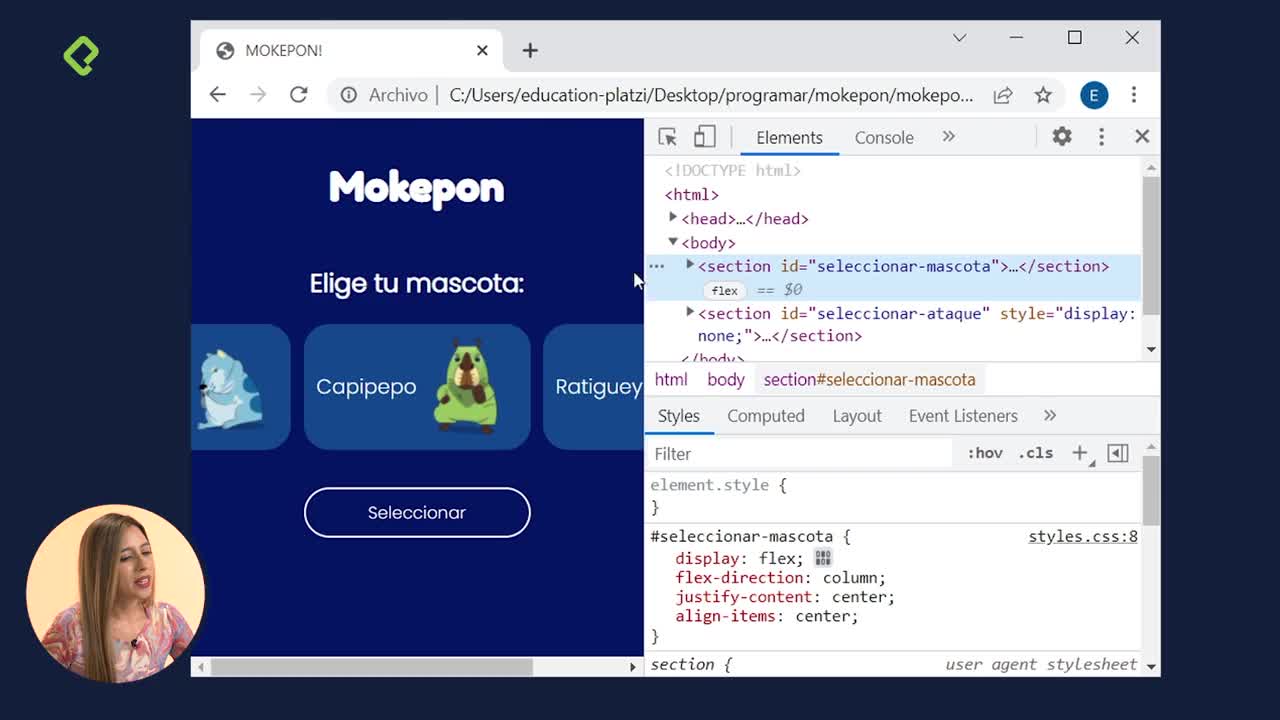 MOKEPON!
Archivo | C:/Users/education-platzi/Desktop/programar/mokepon/mokepo...
E
Mokepon
Elige tu mascota:
Capipepo
Ratiguey
Seleccionar
Elements
Console
»
<!DOCTYPE html>
<html>
<head>…</head>
<body>
<section id="seleccionar-mascota">…</section>
flex == $0
<section id="seleccionar-ataque" style="display:
none;">…</section>
</body>
html body section#seleccionar-mascota
Styles Computed Layout Event Listeners »
Filter :hov .cls +
element.style {
}
#seleccionar-mascota { styles.css:8
display: flex;
flex-direction: column;
justify-content: center;
align-items: center;
}
section { user agent stylesheet